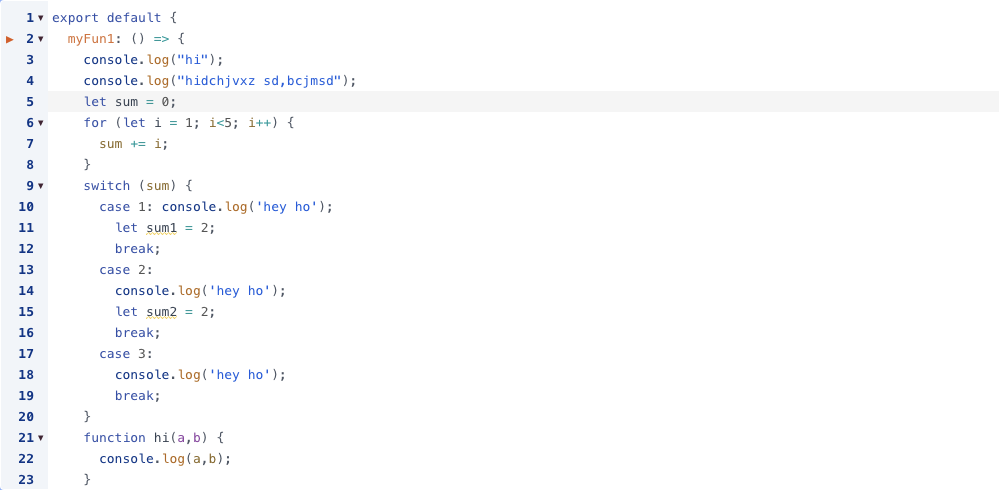 1 export default {
2 myFun1: () => {
3 console.log("hi");
4 console.log("hidchjvxz sd,bcjmsd");
5 let sum = 0;
6 for (let i = 1; i<5; i++) {
7 sum += i;
8 }
9 switch (sum) {
10 case 1: console.log('hey ho');
11 let sum1 = 2;
12 break;
13 case 2:
14 console.log('hey ho');
15 let sum2 = 2;
16 break;
17 case 3:
18 console.log('hey ho');
19 break;
20 }
21 function hi(a,b) {
22 console.log(a,b);
23 }